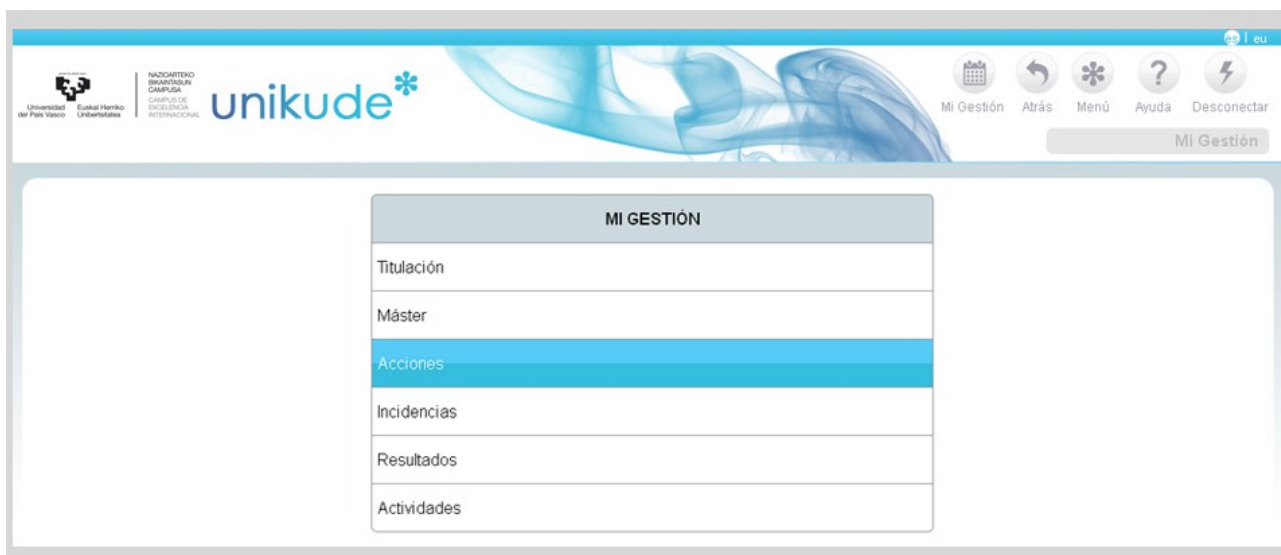 es | eu
Universidad del País Vasco
Euskal Herriko Unibertsitatea
NAZIOARTEKO
BIKAINTASUN
CAMPUSA
CAMPUS DE
EXCELENCIA
INTERNACIONAL
unikude*
Mi Gestión Atrás Menú Ayuda Desconectar
Mi Gestión
MI GESTIÓN
Titulación
Máster
Acciones
Incidencias
Resultados
Actividades